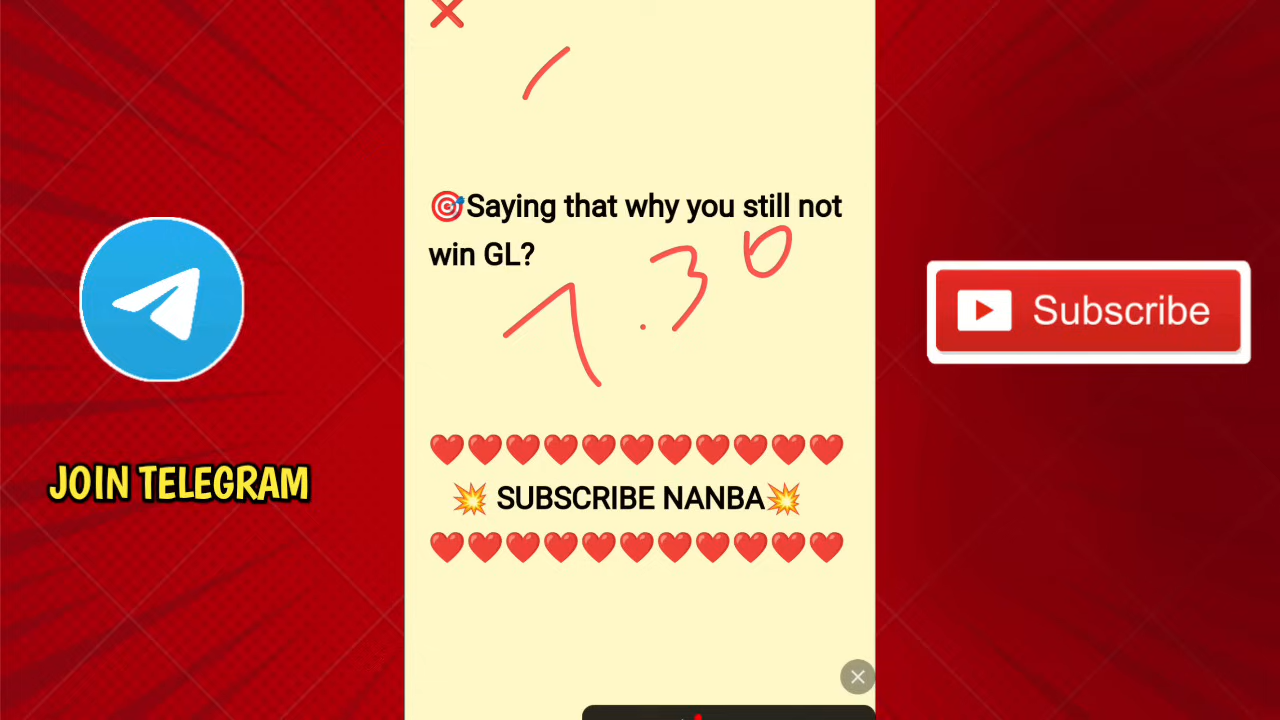 🎯Saying that why you still not
win GL?
7.30
❤️❤️❤️❤️❤️❤️❤️❤️❤️❤️❤️
💥 SUBSCRIBE NANBA💥
❤️❤️❤️❤️❤️❤️❤️❤️❤️❤️❤️
JOIN TELEGRAM
Subscribe